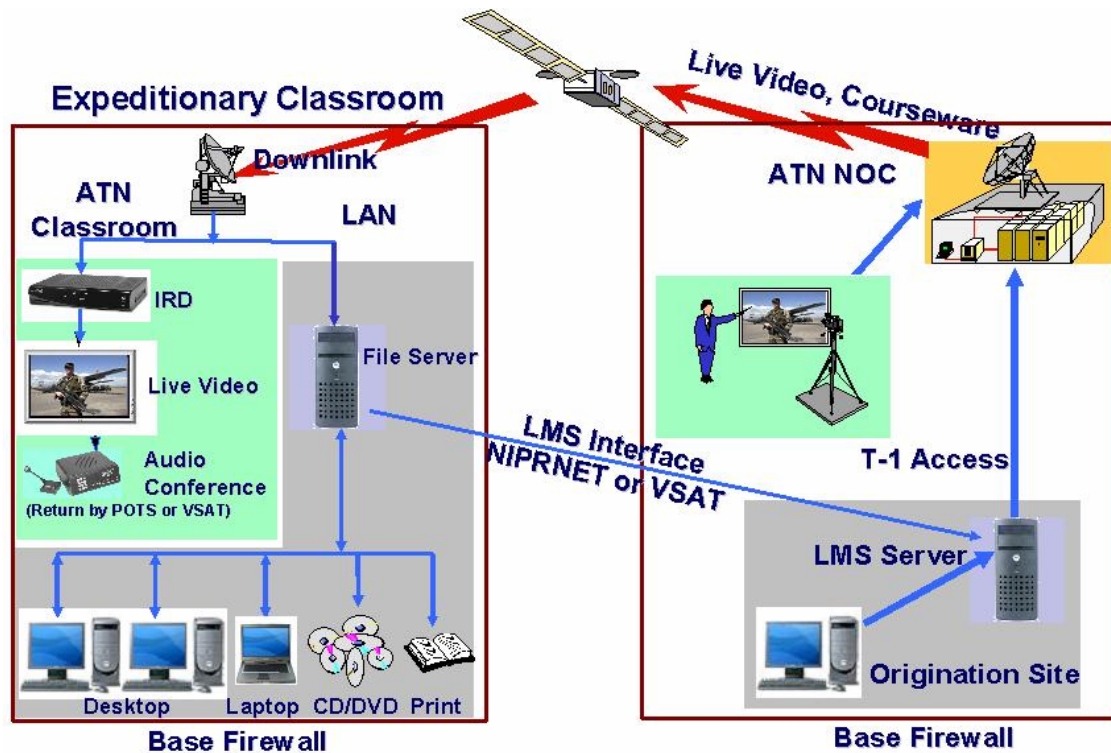 Expeditionary Classroom
Live Video, Courseware
Downlink
ATN
Classroom
LAN
IRD
File Server
Live Video
Audio
Conference
(Return by POTS or VSAT)
Desktop
Laptop
CD/DVD
Print
Base Firewall
LMS Interface
NIPRNET or VSAT
ATN NOC
T-1 Access
LMS Server
Origination Site
Base Firewall